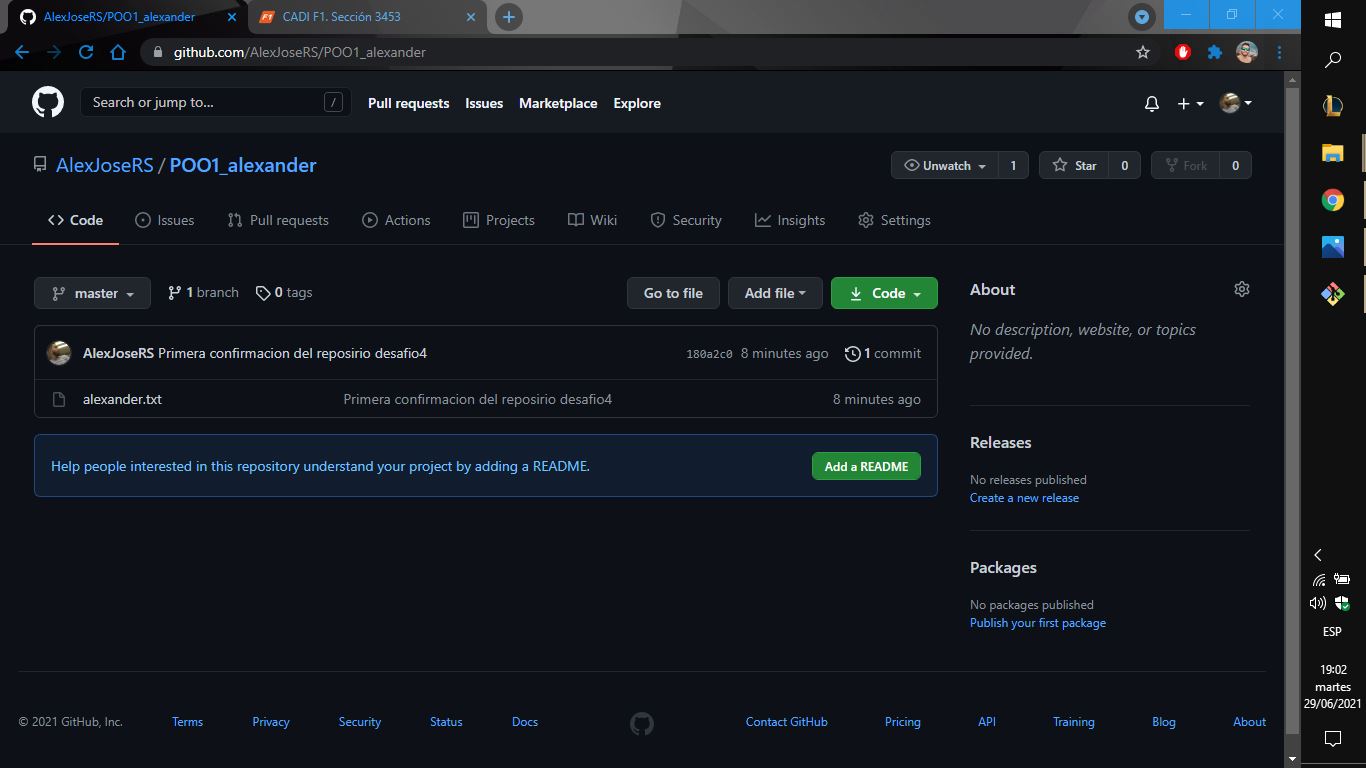 AlexJoseRS/POO1_alexander
CADI F1. Sección 3453
github.com/AlexJoseRS/POO1_alexander
Search or jump to... /
Pull requests Issues Marketplace Explore
AlexJoseRS / POO1_alexander
Unwatch 1 Star 0 Fork 0
Code Issues Pull requests Actions Projects Wiki Security Insights Settings
master 1 branch 0 tags Go to file Add file Code
AlexJoseRS Primera confirmacion del reposirio desafio4 180a2c0 8 minutes ago 1 commit
alexander.txt Primera confirmacion del reposirio desafio4 8 minutes ago
Help people interested in this repository understand your project by adding a README. Add a README
About
No description, website, or topics
provided.
Releases
No releases published
Create a new release
Packages
No packages published
Publish your first package
© 2021 GitHub, Inc. Terms Privacy Security Status Docs Contact GitHub Pricing API Training Blog About
ESP
19:02
martes
29/06/2021